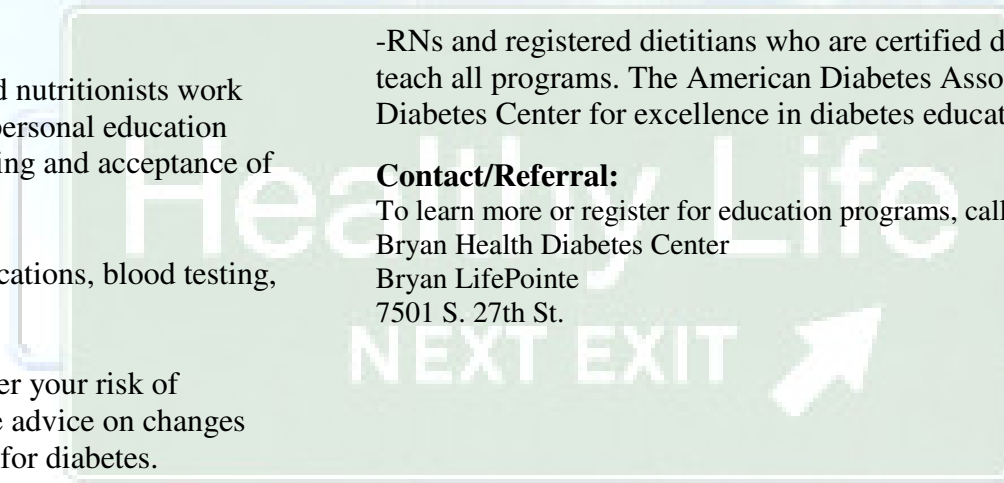 d nutritionists work
personal education
ing and acceptance of
cations, blood testing,
er your risk of
e advice on changes
for diabetes.
-RNs and registered dietitians who are certified d
teach all programs. The American Diabetes Asso
Diabetes Center for excellence in diabetes educat
Contact/Referral:
To learn more or register for education programs, call
Bryan Health Diabetes Center
Bryan LifePointe
7501 S. 27th St.
Healthy Life
NEXT EXIT